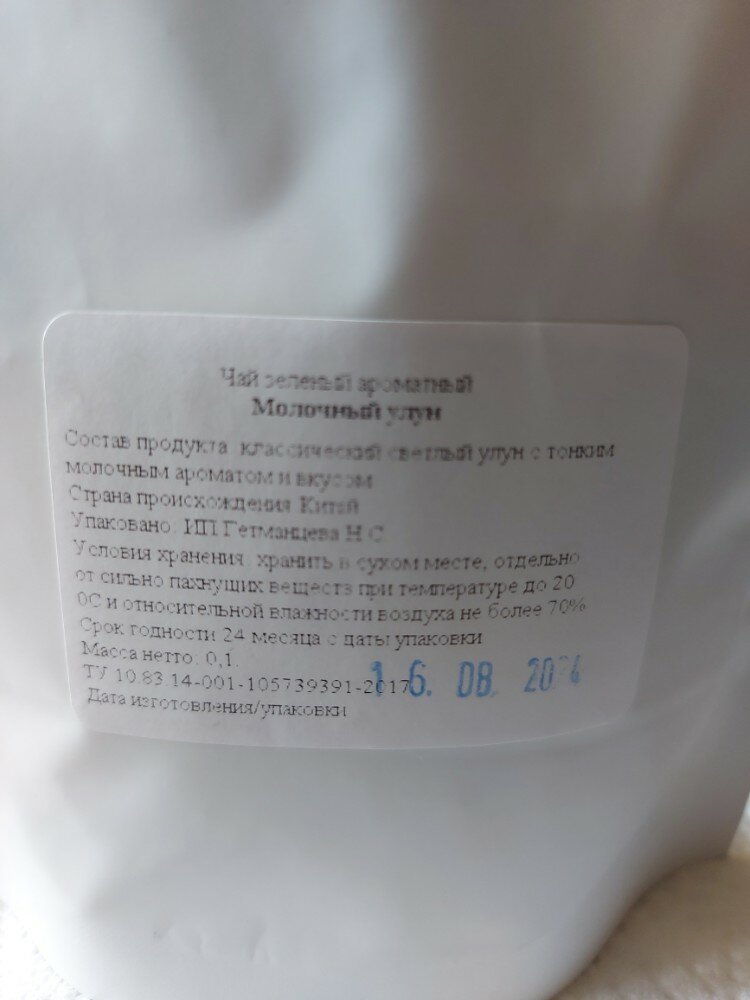 Чай зеленый ароматный
Молочный улун
Состав продукта: классический светлый улун с тонким
молочным ароматом и вкусом
Страна происхождения Китай
Упаковано: ИП Гетманцева Н.С.
Условия хранения: хранить в сухом месте, отдельно
от сильно пахнущих веществ при температуре до 20
0С и относительной влажности воздуха не более 70%
Срок годности 24 месяца с даты упаковки
Масса нетто: 0,1.
ТУ 10.83.14-001-105739391-2017
16. 08. 2024
Дата изготовления/упаковки